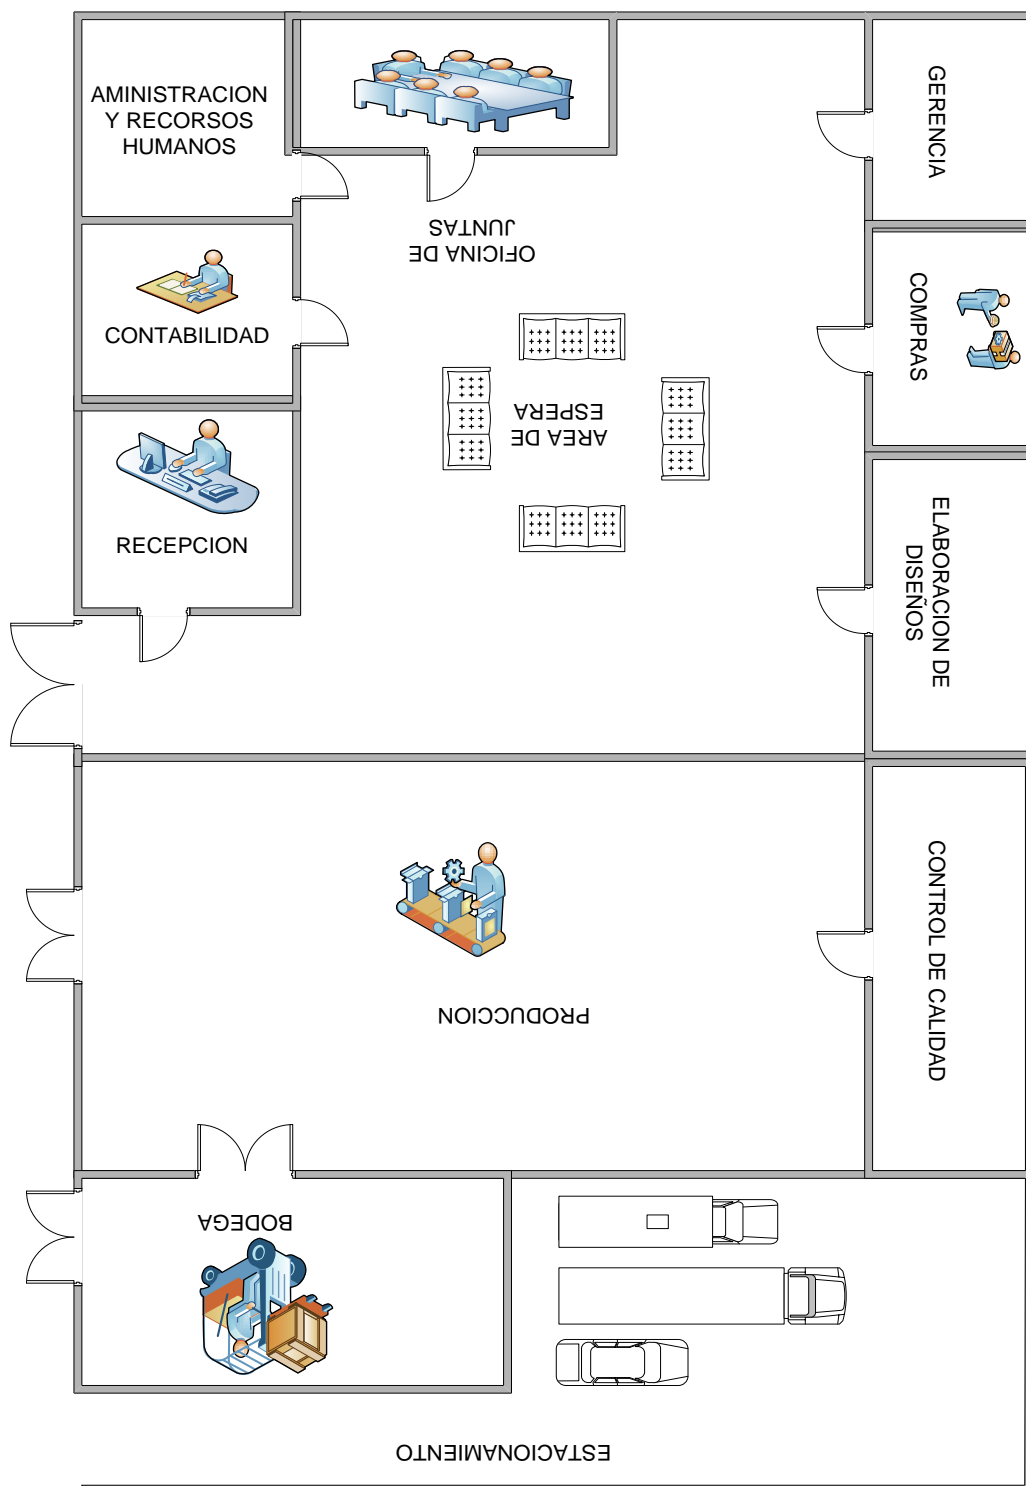 AMINISTRACION
Y RECORSOS
HUMANOS
GERENCIA
OFICINA DE
JUNTAS
CONTABILIDAD
COMPRAS
AREA DE
ESPERA
RECEPCION
ELABORACION DE
DISEÑOS
PRODUCCION
CONTROL DE CALIDAD
BODEGA
ESTACIONAMIENTO